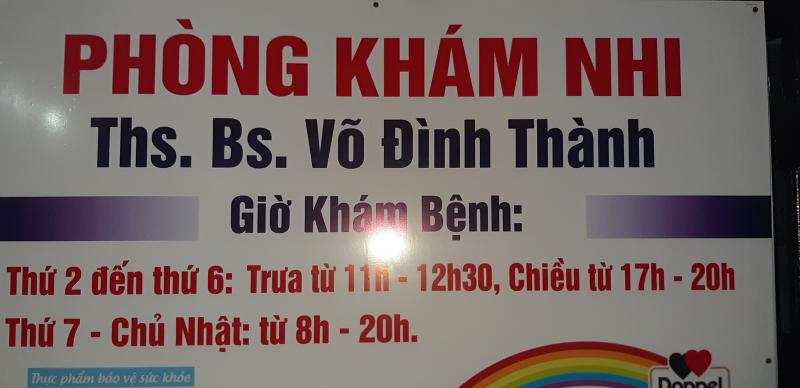 PHÒNG KHÁM NHI
Ths. Bs. Võ Đình Thành
Giờ Khám Bệnh:
Thứ 2 đến thứ 6: Trưa từ 11h - 12h30, Chiều từ 17h - 20h
Thứ 7 - Chủ Nhật: từ 8h - 20h.
Thực phẩm bảo vệ sức khỏe
Doppel